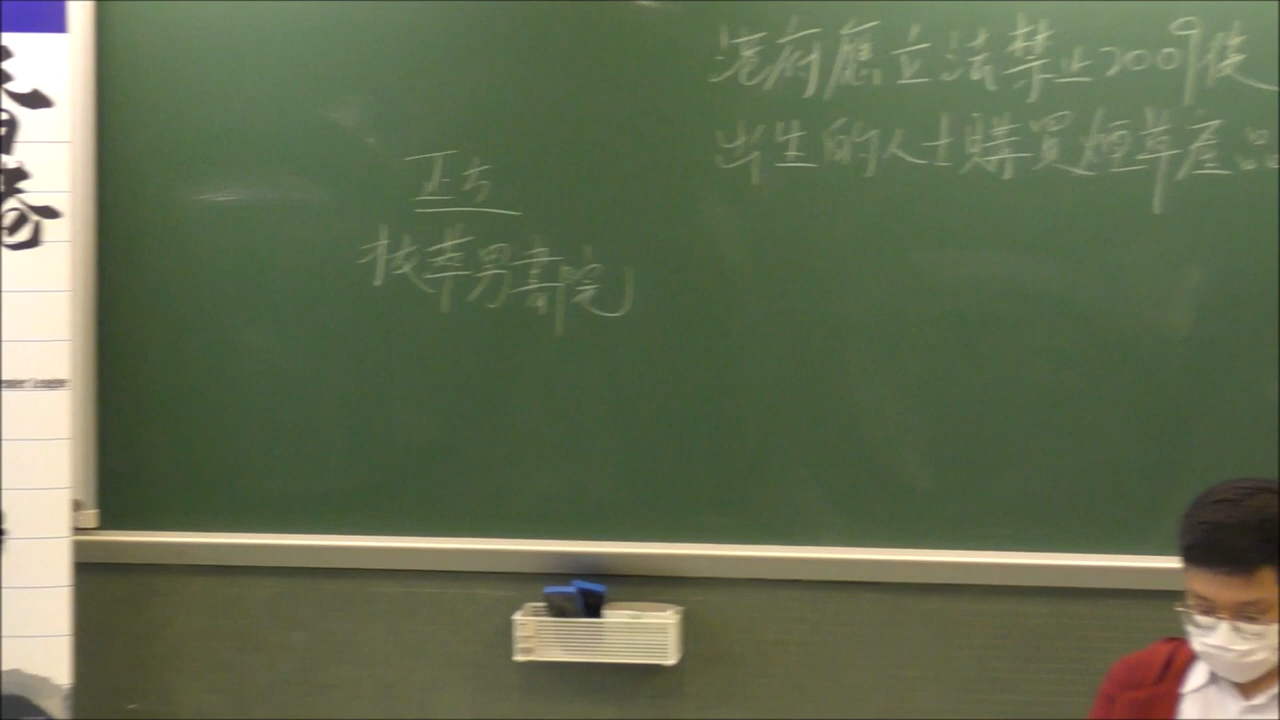 港府應立法禁止2009後
出生的人士購買煙草產品
正方
拔萃男書院